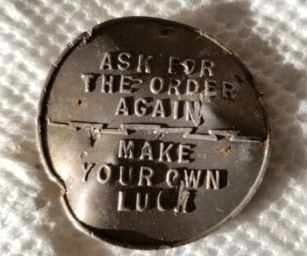 ASK FOR
THE ORDER
AGAIN
MAKE
YOUR OWN
LUCK